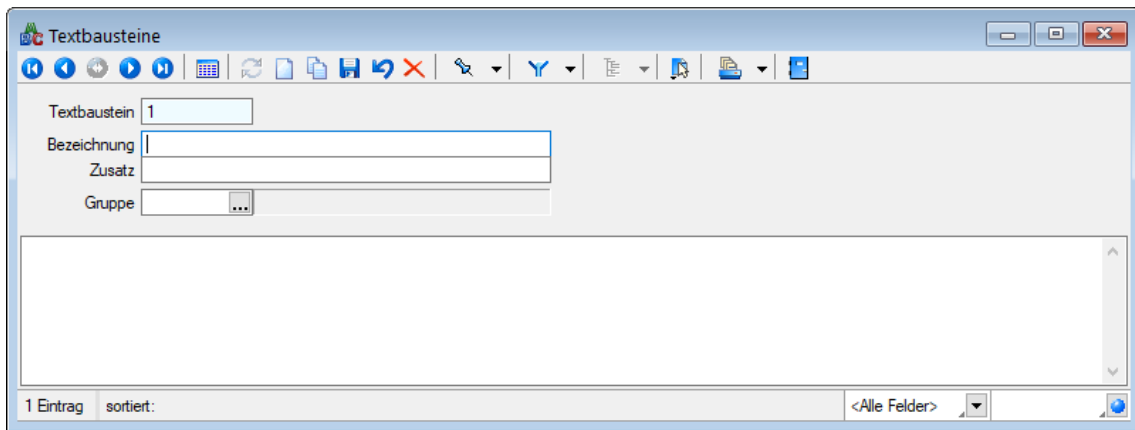 Textbausteine
Textbaustein 1
Bezeichnung
Zusatz
Gruppe ...
1 Eintrag sortiert: <Alle Felder>